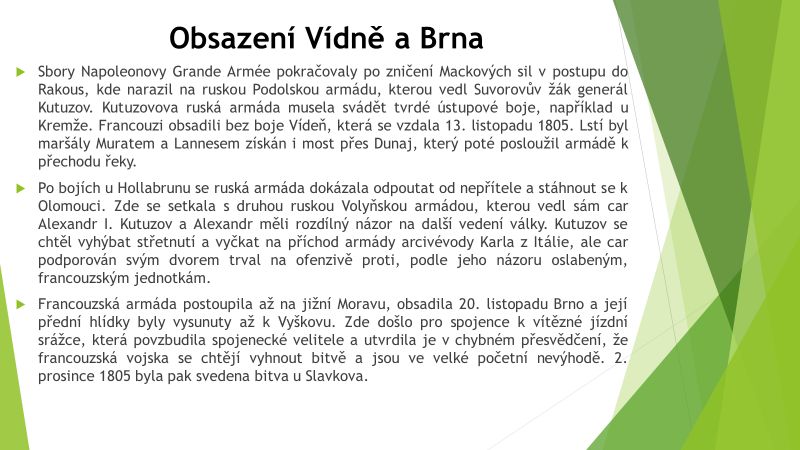 Obsazení Vídně a Brna
Sbory Napoleonovy Grande Armée pokračovaly po zničení Mackových sil v postupu do
Rakous, kde narazil na ruskou Podolskou armádu, kterou vedl Suvorovův žák generál
Kutuzov. Kutuzovova ruská armáda musela svádět tvrdé ústupové boje, například u
Kremže. Francouzi obsadili bez boje Vídeň, která se vzdala 13. listopadu 1805. Lstí byl
maršály Muratem a Lannesem získán i most přes Dunaj, který poté posloužil armádě k
přechodu řeky.
Po bojích u Hollabrunu se ruská armáda dokázala odpoutat od nepřítele a stáhnout se k
Olomouci. Zde se setkala s druhou ruskou Volyňskou armádou, kterou vedl sám car
Alexandr I. Kutuzov a Alexandr měli rozdílný názor na další vedení války. Kutuzov se
chtěl vyhýbat střetnutí a vyčkat na příchod armády arcivévody Karla z Itálie, ale car
podporován svým dvorem trval na ofenzivě proti, podle jeho názoru oslabeným,
francouzským jednotkám.
Francouzská armáda postoupila až na jižní Moravu, obsadila 20. listopadu Brno a její
přední hlídky byly vysunuty až k Vyškovu. Zde došlo pro spojence k vítězné jízdní
srážce, která povzbudila spojenecké velitele a utvrdila je v chybném přesvědčení, že
francouzská vojska se chtějí vyhnout bitvě a jsou ve velké početní nevýhodě. 2.
prosince 1805 byla pak svedena bitva u Slavkova.